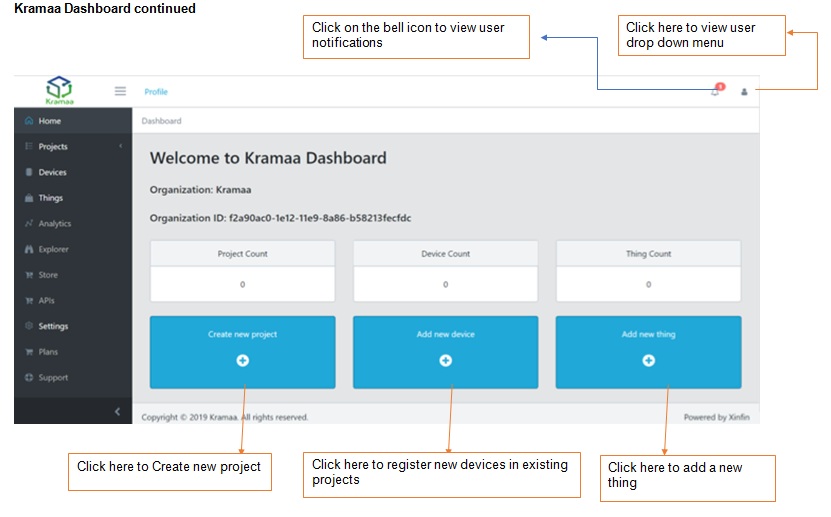 Kramaa Dashboard continued
Click on the bell icon to view user
notifications
Click here to view user
drop down menu
Kramaa
Profile
Home
Dashboard
Projects
Devices
Things
Analytics
Explorer
Store
APIs
Settings
Plans
Support
Welcome to Kramaa Dashboard
Organization: Kramaa
Organization ID: f2a90ac0-1e12-11e9-8a86-b58213fecfdc
Project Count
Device Count
Thing Count
0
0
0
Create new project
Add new device
Add new thing
Copyright © 2019 Kramaa. All rights reserved.
Powered by Xinfin
Click here to Create new project
Click here to register new devices in existing
projects
Click here to add a new
thing